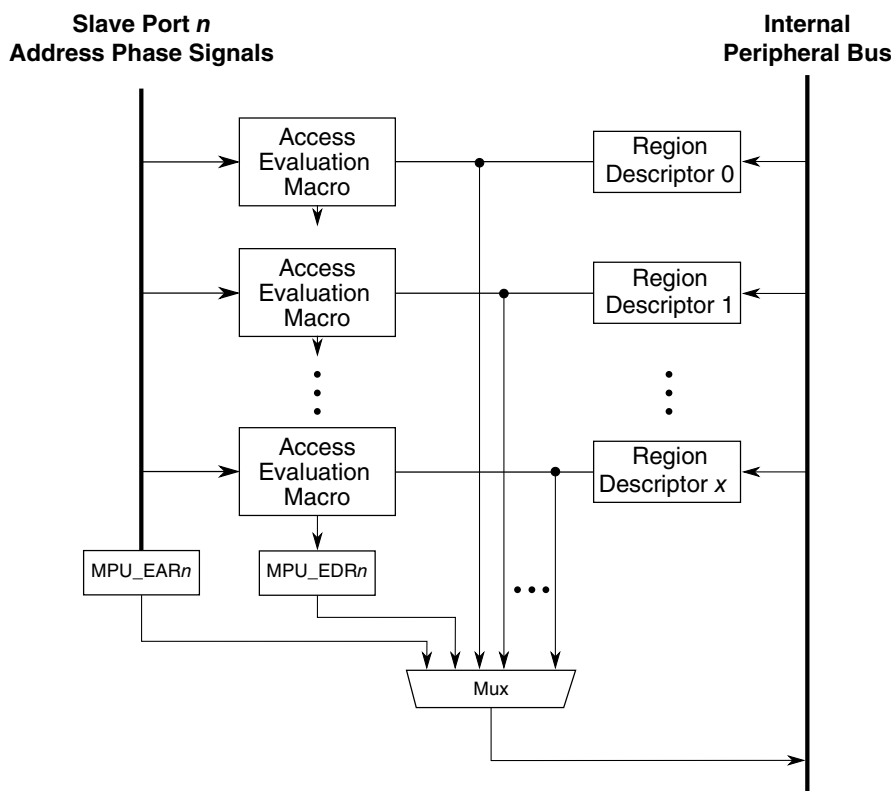 Slave Port n
Address Phase Signals
Internal
Peripheral Bus
Access
Evaluation
Macro
Region
Descriptor 0
Access
Evaluation
Macro
Region
Descriptor 1
Access
Evaluation
Macro
Region
Descriptor x
MPU_EARn
MPU_EDRn
Mux